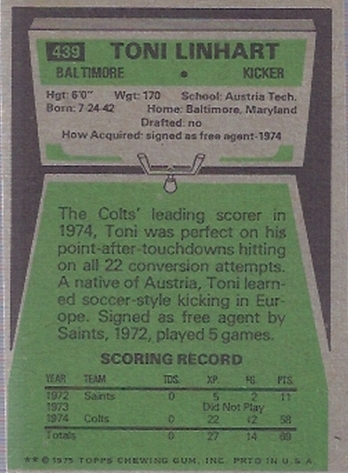 439 TONI LINHART
BALTIMORE • KICKER
Hgt: 6'0" Wgt: 170 School: Austria Tech.
Born: 7-24-42 Home: Baltimore, Maryland
Drafted: no
How Acquired: signed as free agent-1974
The Colts' leading scorer in
1974, Toni was perfect on his
point-after-touchdowns hitting
on all 22 conversion attempts.
A native of Austria, Toni learn-
ed soccer-style kicking in Eur-
ope. Signed as free agent by
Saints, 1972, played 5 games.
SCORING RECORD
YEAR TEAM TDS. XP. FG. PTS.
1972 Saints 0 5 2 11
1973 Did Not Play
1974 Colts 0 22 12 58
Totals 0 27 14 69
** © 1975 TOPPS CHEWING GUM, INC. PRTD IN U.S.A.